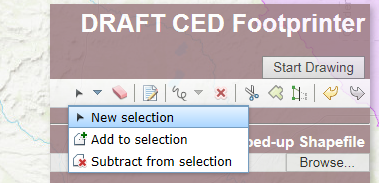 DRAFT CED Footprinter
Start Drawing
New selection
Add to selection
Subtract from selection
ped-up Shapefile
Browse...